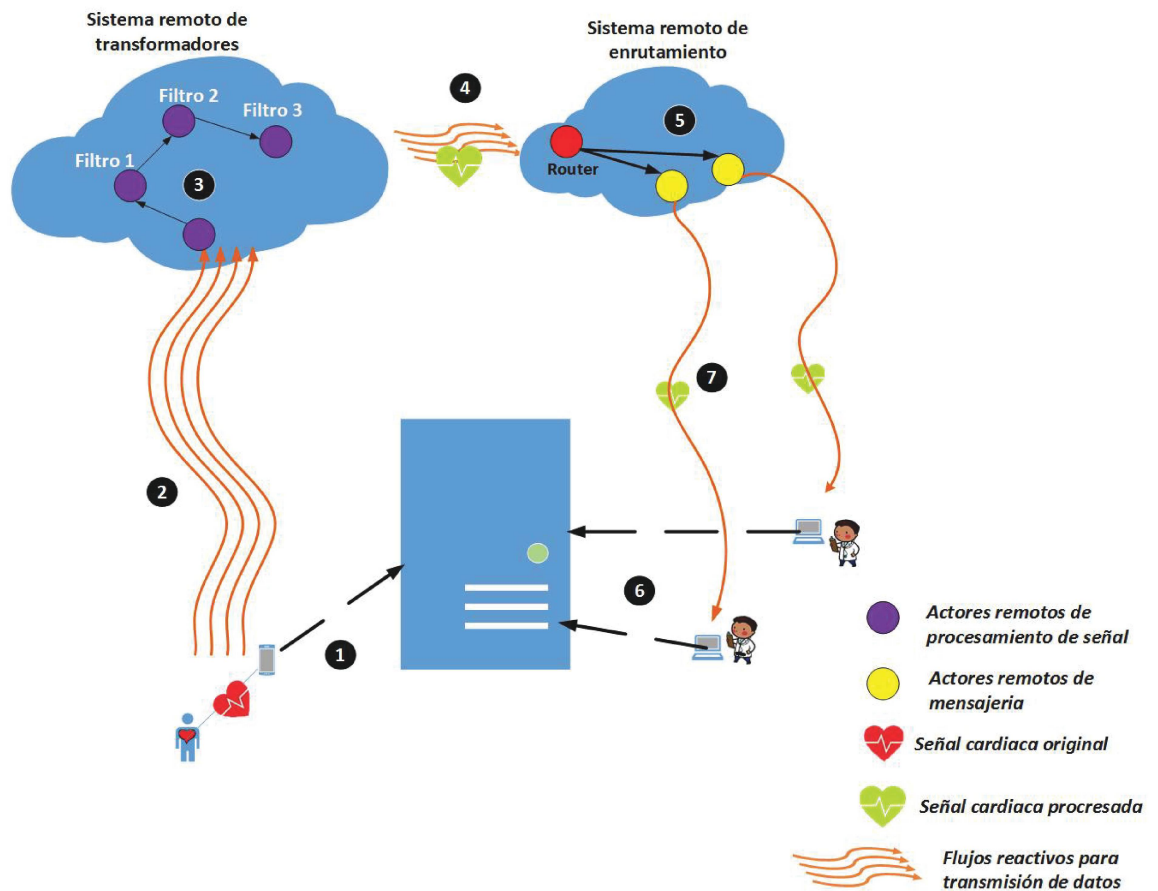 Sistema remoto de
transformadores
Sistema remoto de
enrutamiento
Filtro 2
Filtro 3
Filtro 1
3
4
5
Router
2
7
6
1
Actores remotos de
procesamiento de señal
Actores remotos de
mensajeria
Señal cardiaca original
Señal cardiaca procresada
Flujos reactivos para
transmisión de datos